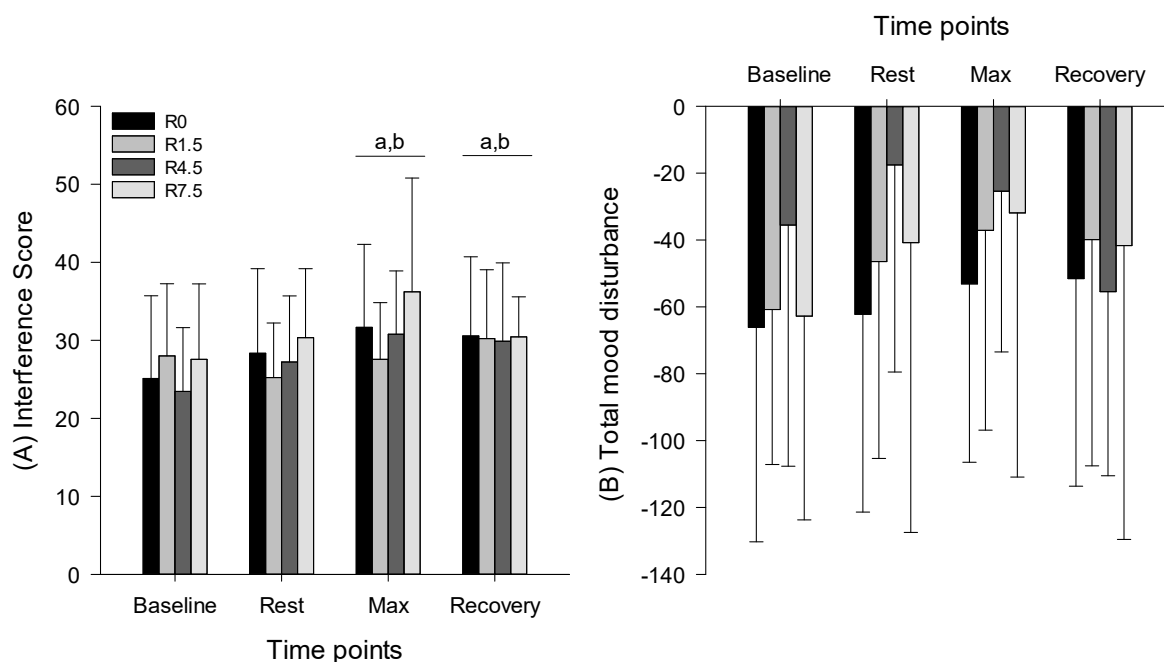 (A) Interference Score
60
50
40
30
20
10
0
R0
R1.5
R4.5
R7.5
a,b
a,b
Baseline
Rest
Max
Recovery
Time points
Time points
Baseline
Rest
Max
Recovery
(B) Total mood disturbance
0
-20
-40
-60
-80
-100
-120
-140